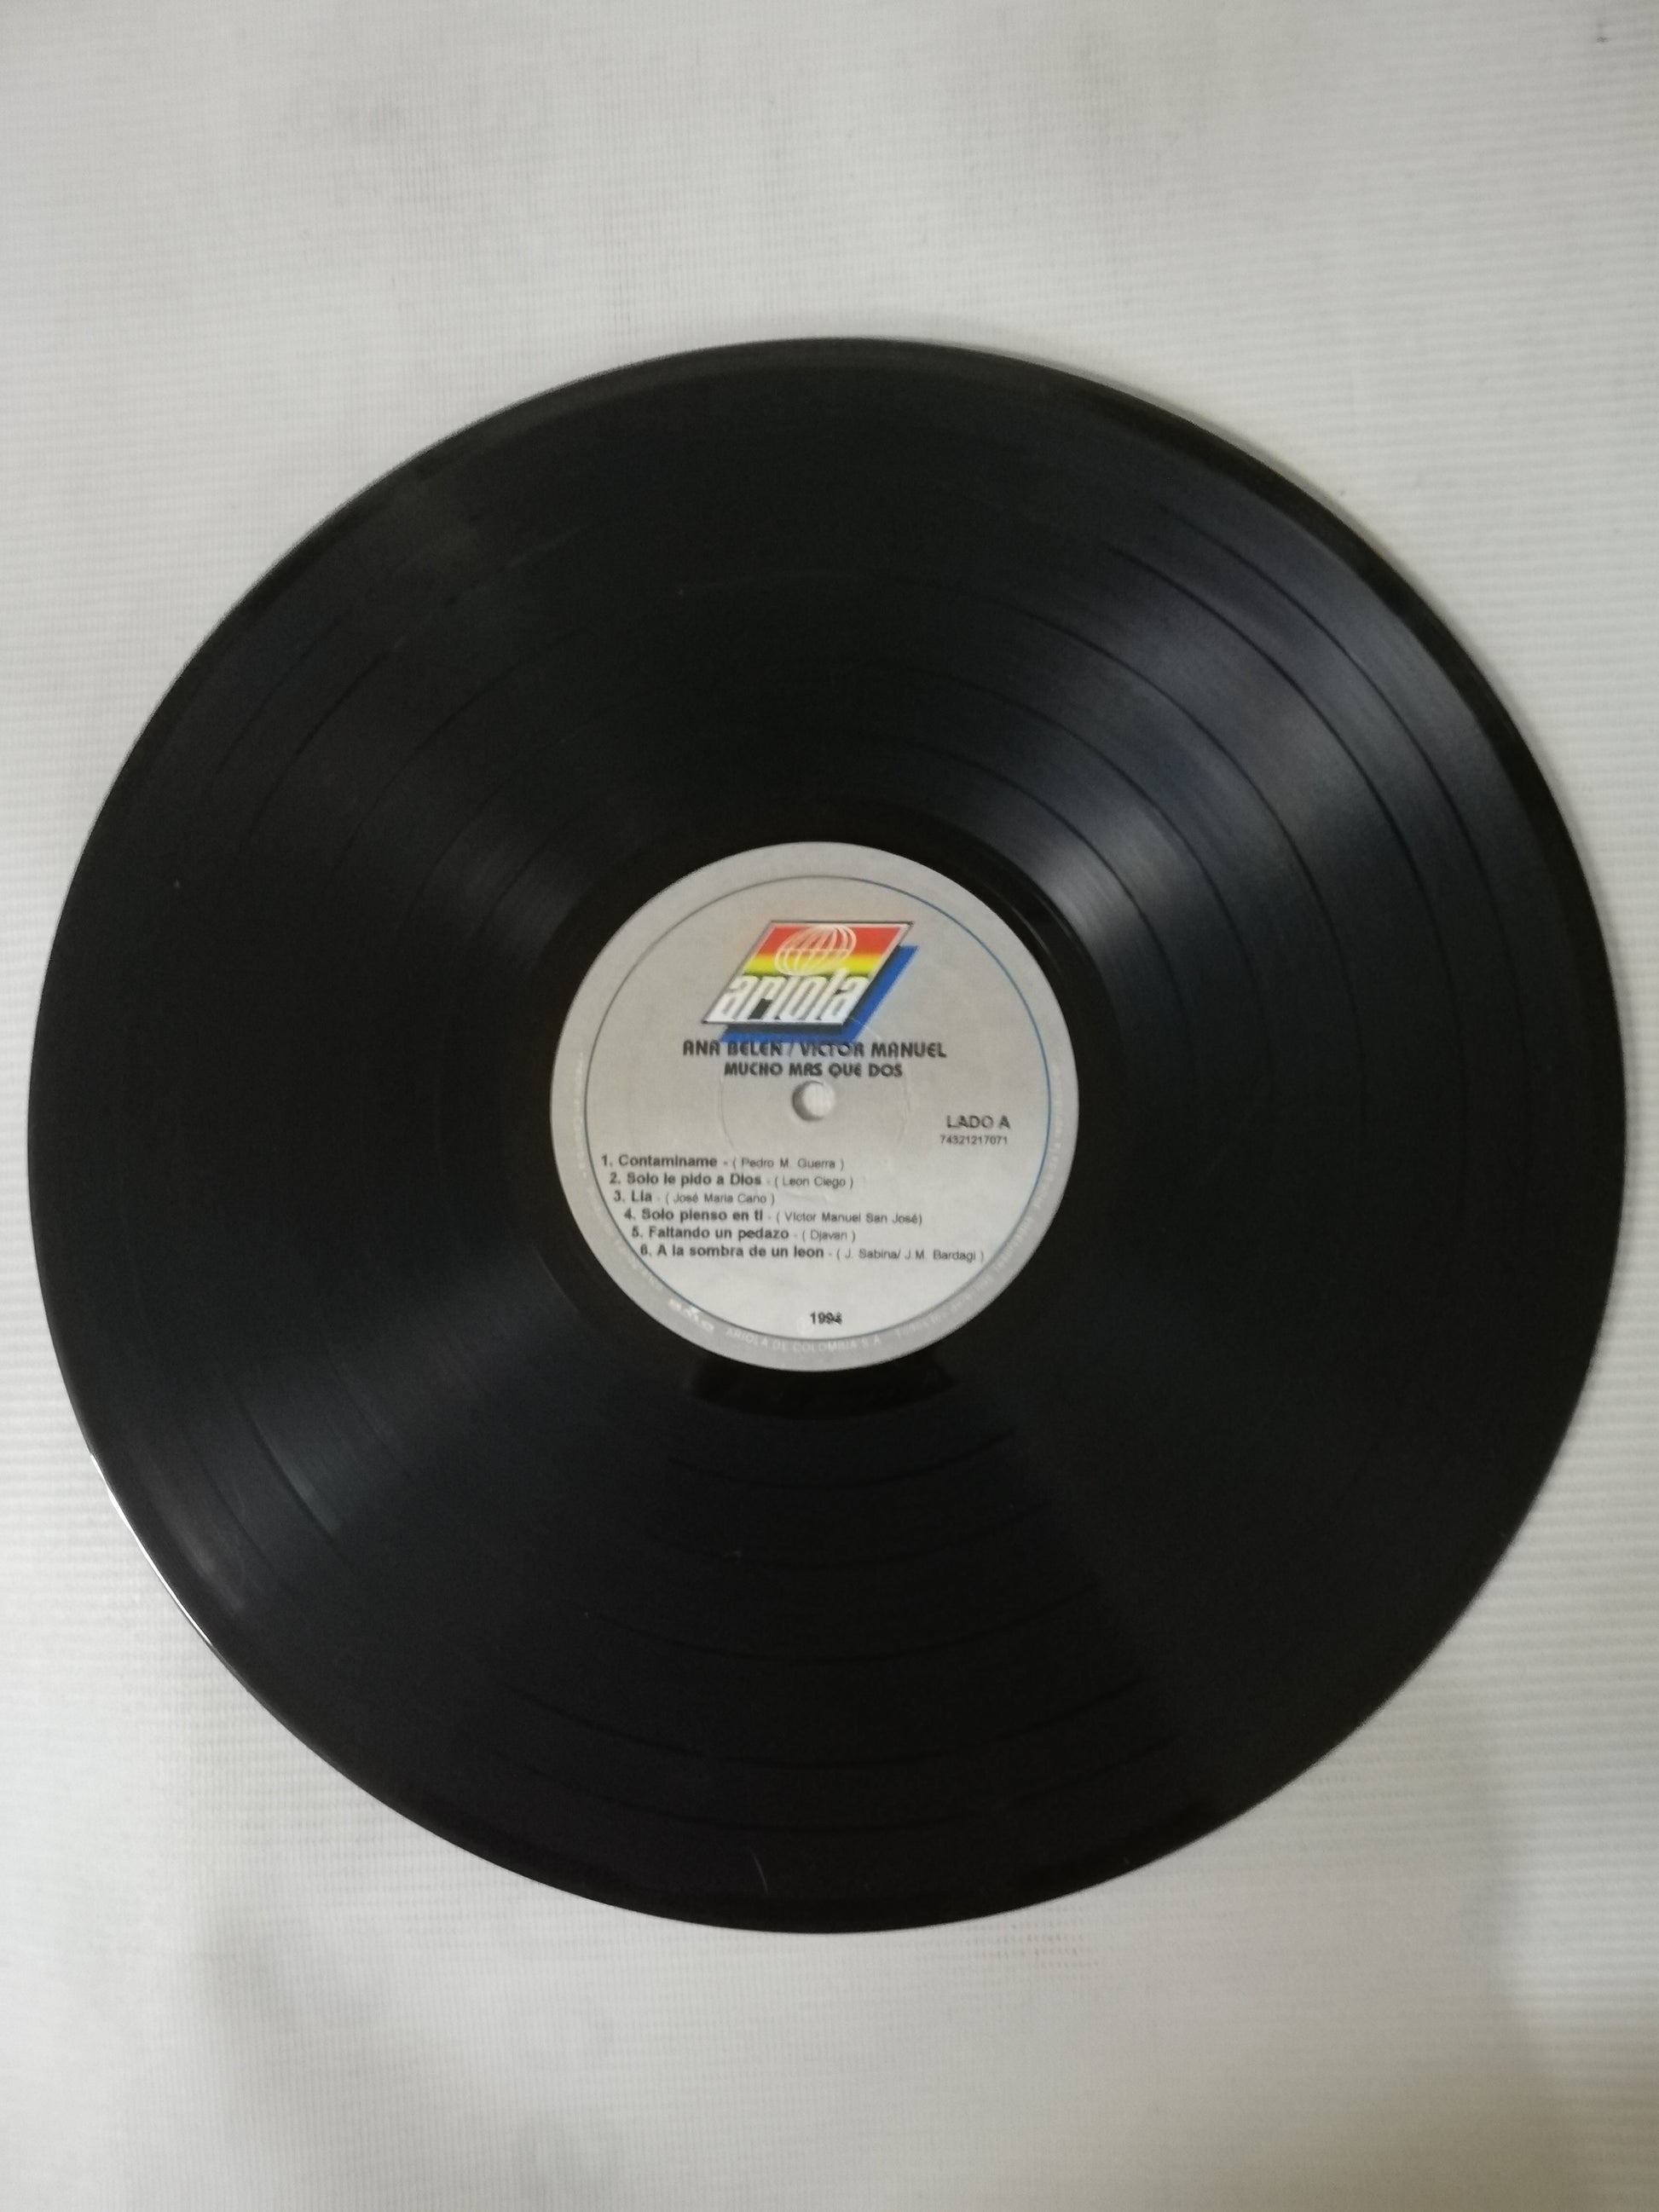 ariola
ANA BELEN / VICTOR MANUEL
MUCHO MAS QUE DOS
LADO A
74321217071
1. Contaminame - ( Pedro M. Guerra )
2. Solo le pido a Dios - ( Leon Ciego )
3. Lia - ( José Maria Cano )
4. Solo pienso en ti - ( Victor Manuel San José)
5. Faltando un pedazo - ( Djavan )
6. A la sombra de un leon - ( J. Sabina/ J.M. Bardagi )
1994
ARIOLA DE COLOMBIA S.A.